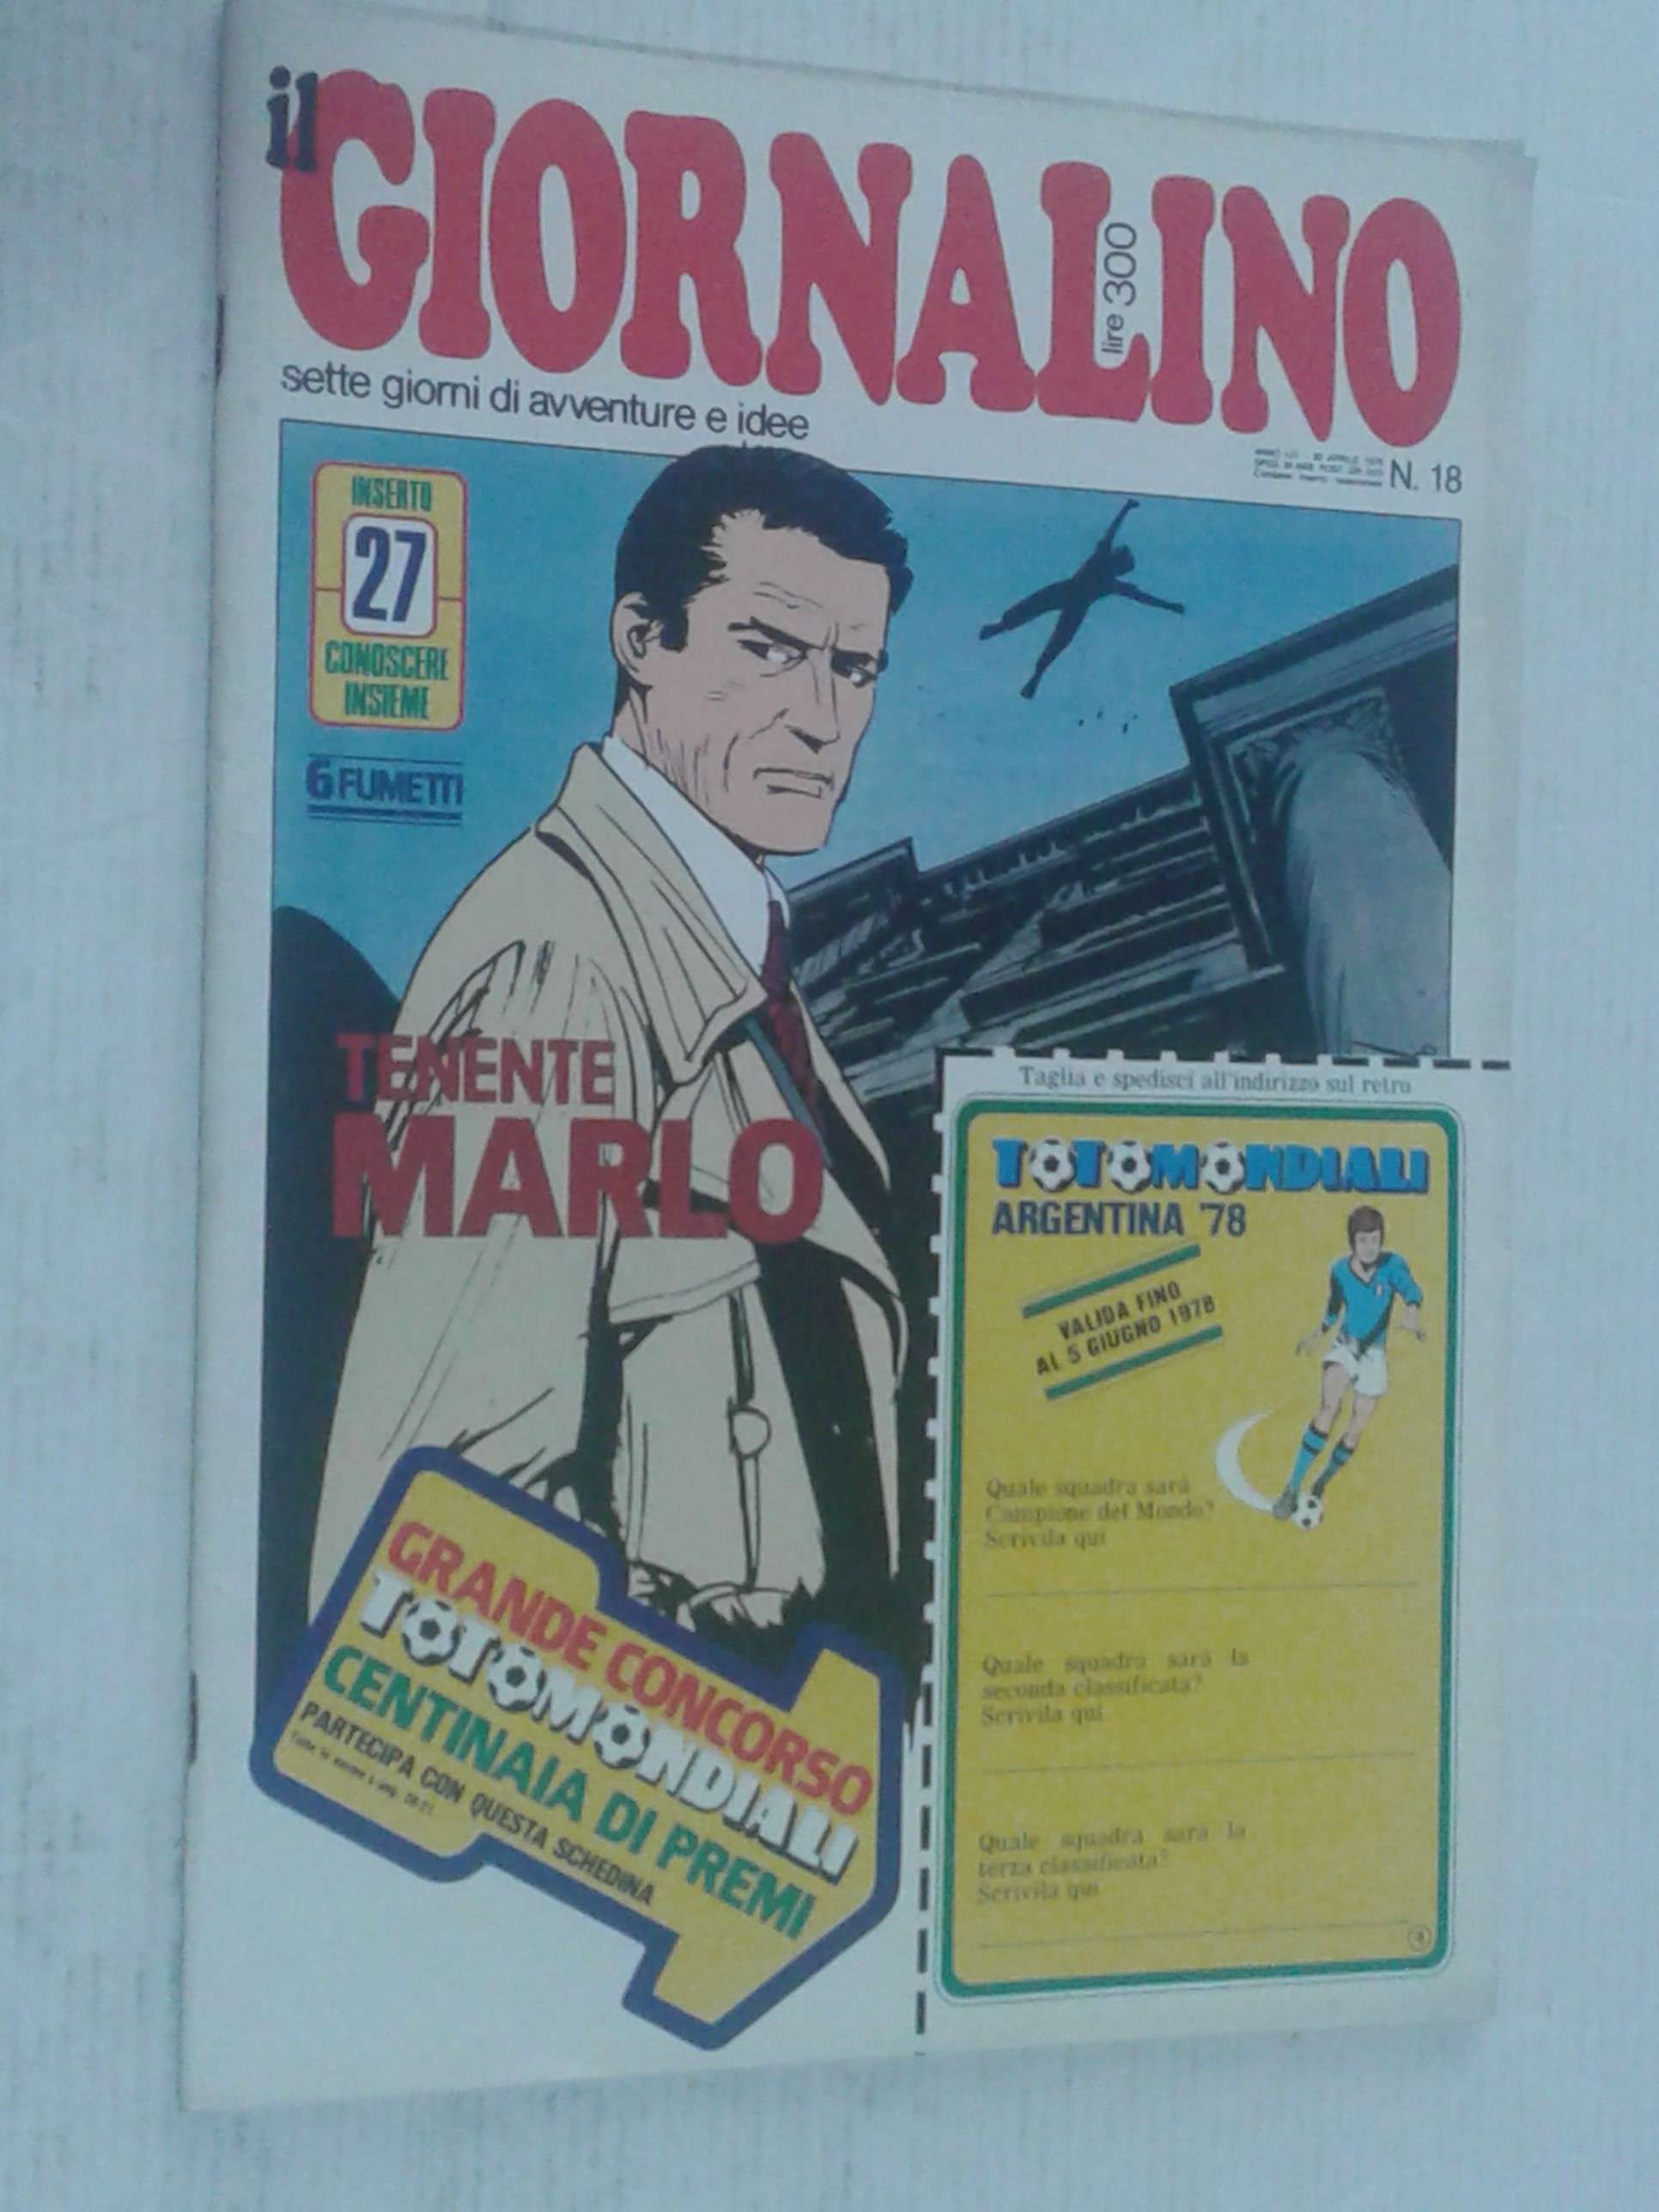 il GIORNALINO
lire 300
sette giorni di avventure e idee
N. 18
INSERTO
27
CONOSCERE
INSIEME
6 FUMETTI
TENENTE
MARLO
Taglia e spedisci all'indirizzo sul retro
TOTOMONDIALI
ARGENTINA '78
VALIDA FINO
AL 5 GIUGNO 1978
Quale squadra sarà
Campione del Mondo?
Scrivila qui
Quale squadra sarà la
seconda classificata?
Scrivila qui
Quale squadra sarà la
terza classificata?
Scrivila qui
4
GRANDE CONCORSO
TOTOMONDIALI
CENTINAIA DI PREMI
PARTECIPA CON QUESTA SCHEDINA